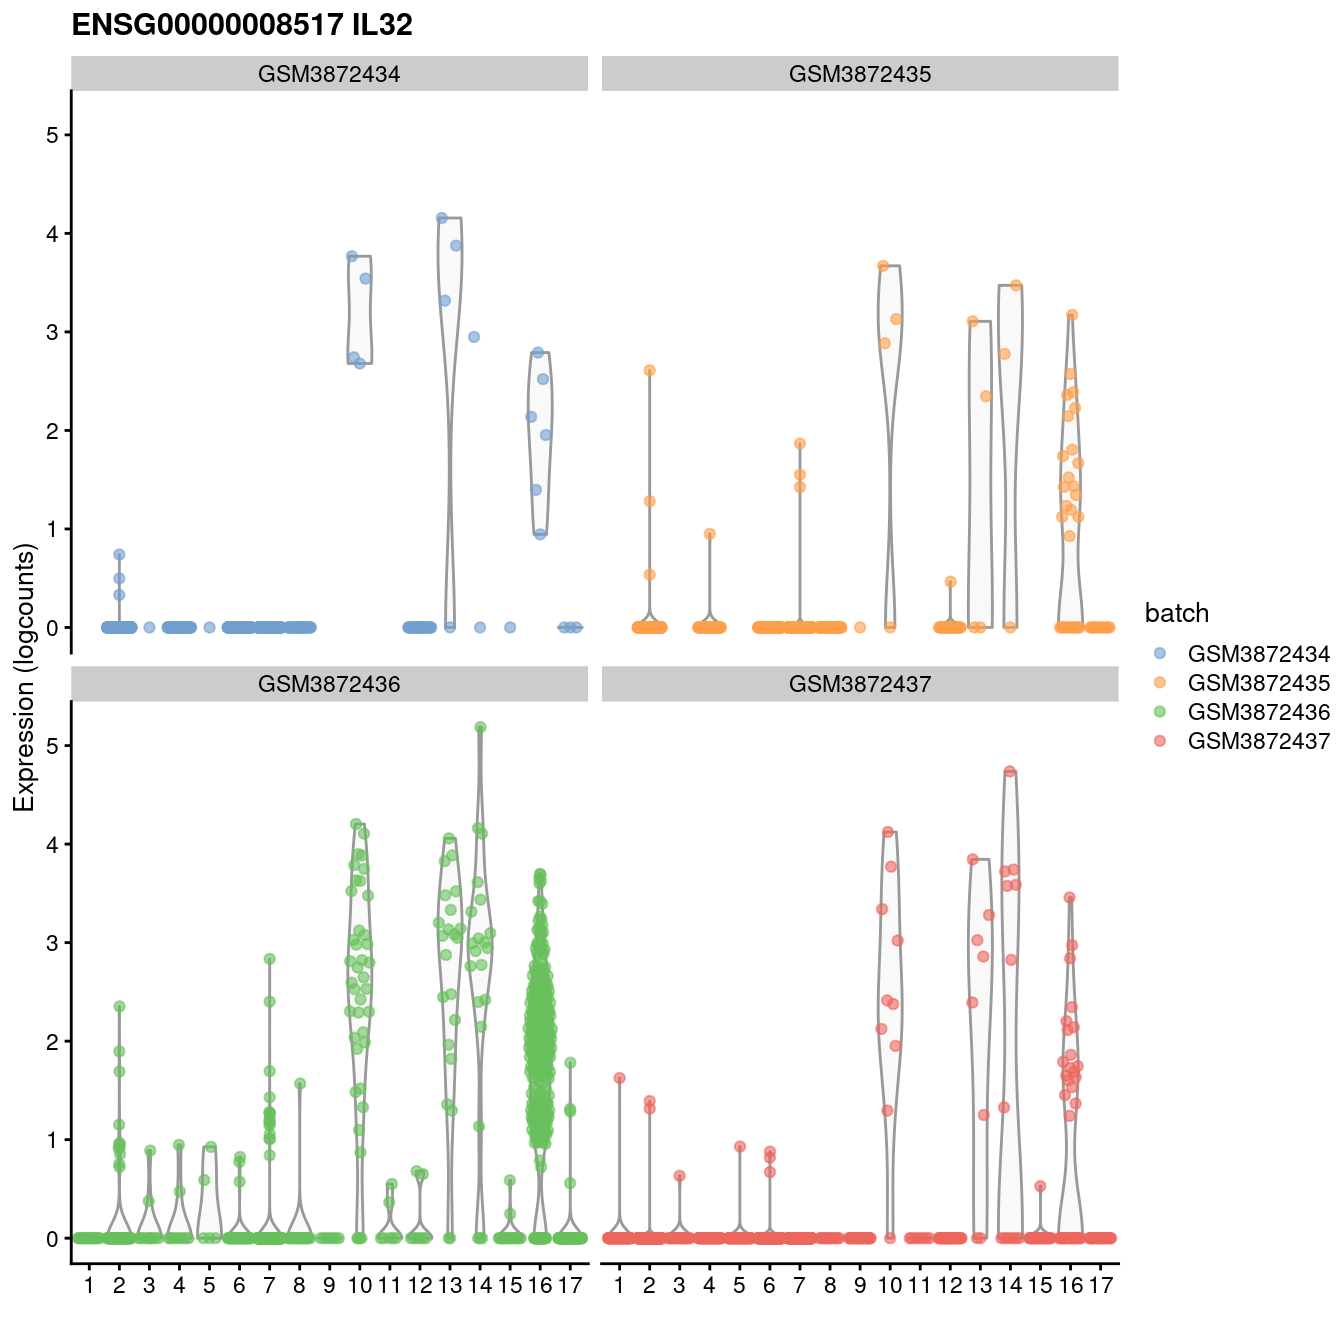 ENSG00000008517 IL32
GSM3872434
GSM3872435
5
4
3
2
1
0
Expression (logcounts)
GSM3872436
GSM3872437
5
4
3
2
1
0
1 2 3 4 5 6 7 8 9 10 11 12 13 14 15 16 17
1 2 3 4 5 6 7 8 9 10 11 12 13 14 15 16 17
batch
GSM3872434
GSM3872435
GSM3872436
GSM3872437